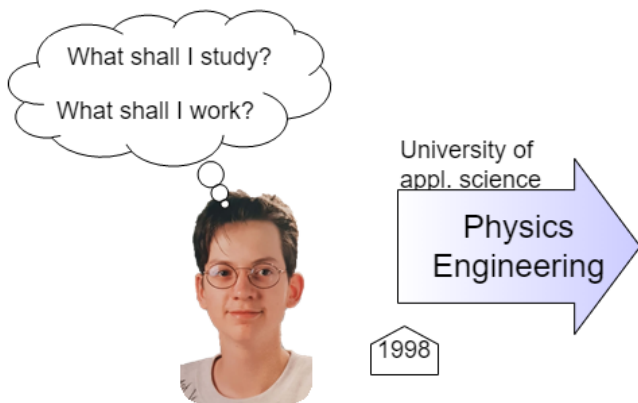 What shall I study?
What shall I work?
University of
appl. science
Physics
Engineering
1998